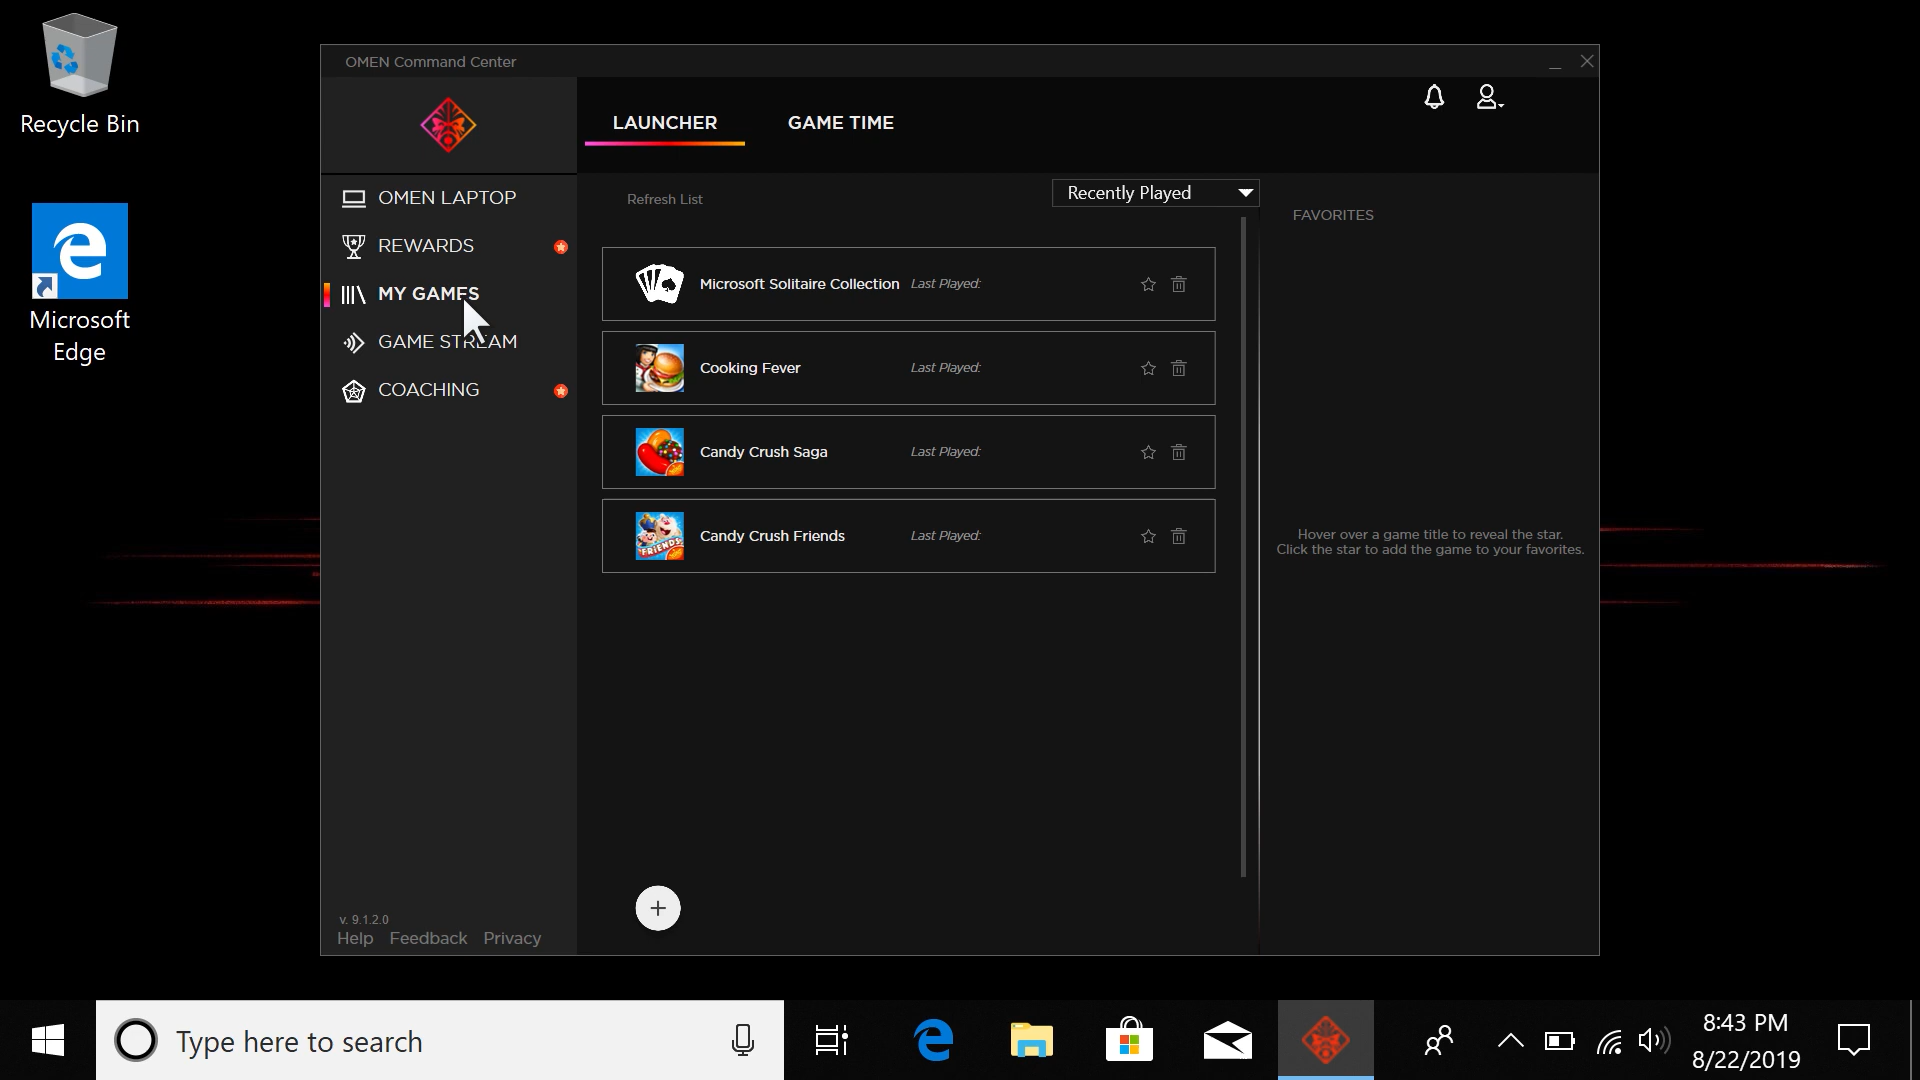 Recycle Bin
Microsoft
Edge
OMEN Command Center
LAUNCHER
GAME TIME
OMEN LAPTOP
REWARDS
MY GAMES
GAME STREAM
COACHING
Refresh List
Recently Played
FAVORITES
Microsoft Solitaire Collection Last Played:
Cooking Fever Last Played:
Candy Crush Saga Last Played:
FRIENDS
Candy Crush Friends Last Played:
Hover over a game title to reveal the star.
Click the star to add the game to your favorites.
v. 9.1.2.0
Help Feedback Privacy
Type here to search
8:43 PM
8/22/2019